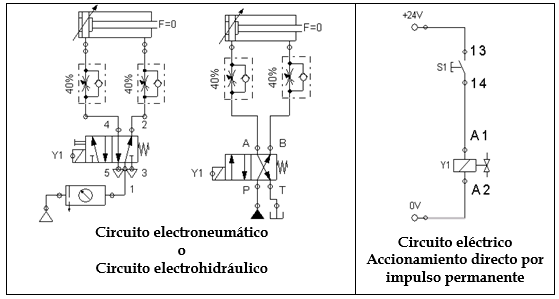 F=0
F=0
40%
40%
40%
40%
4
2
Y1
5
3
1
A
B
Y1
P
T
Circuito electroneumático
o
Circuito electrohidráulico
+24V
13
S1
14
A1
Y1
A2
0V
Circuito eléctrico
Accionamiento directo por
impulso permanente